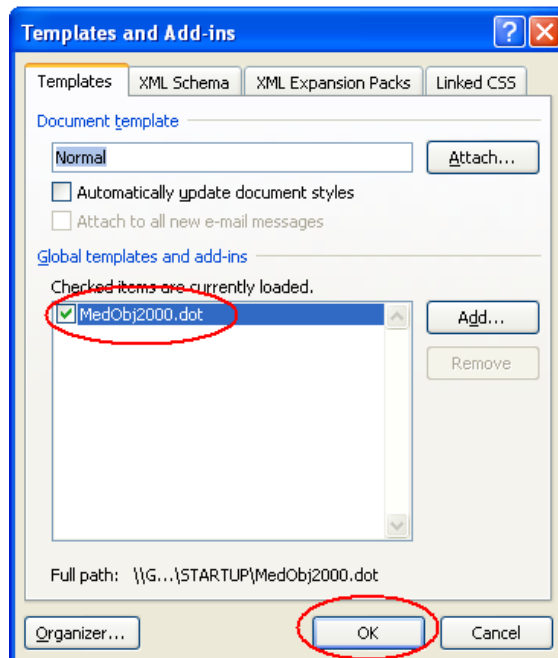 Templates and Add-ins
Templates XML Schema XML Expansion Packs Linked CSS
Document template
Normal Attach...
Automatically update document styles
Attach to all new e-mail messages
Global templates and add-ins
Checked items are currently loaded.
MedObj2000.dot
Add...
Remove
Full path: \\G...\STARTUP\MedObj2000.dot
Organizer... OK Cancel